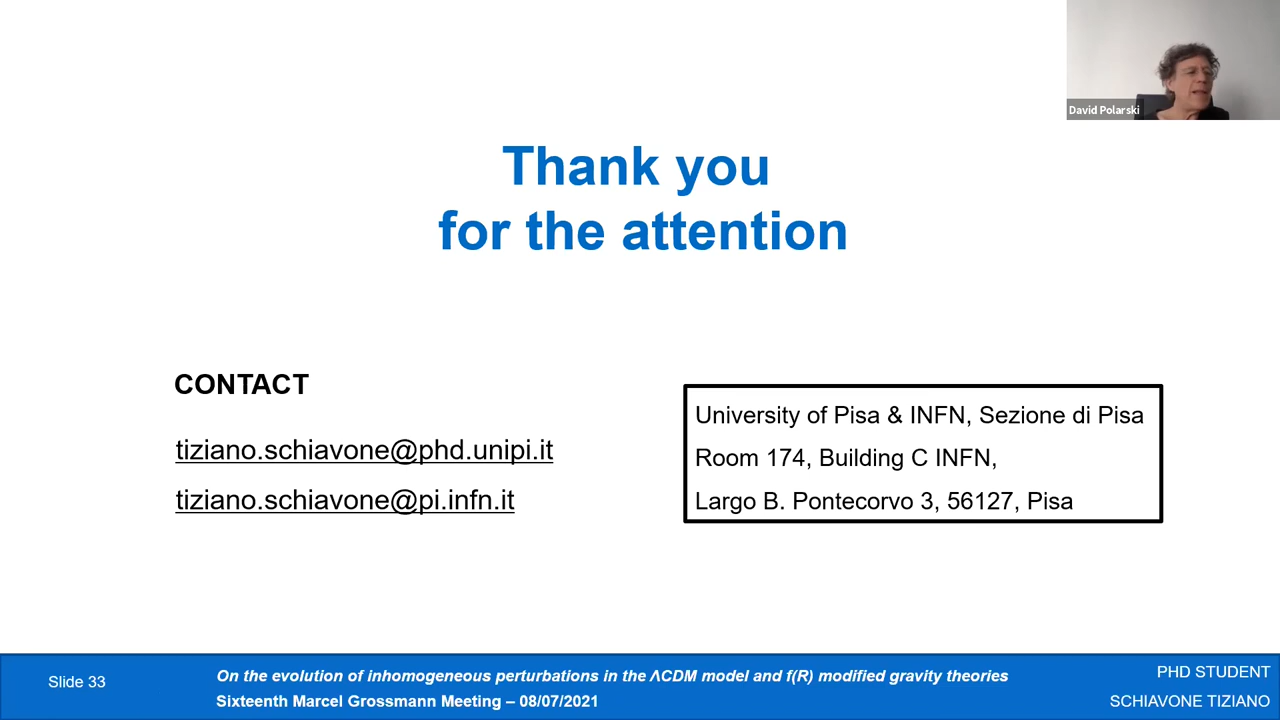 David Polarski
Thank you
for the attention
CONTACT
tiziano.schiavone@phd.unipi.it
tiziano.schiavone@pi.infn.it
University of Pisa & INFN, Sezione di Pisa
Room 174, Building C INFN,
Largo B. Pontecorvo 3, 56127, Pisa
Slide 33
On the evolution of inhomogeneous perturbations in the ΛCDM model and f(R) modified gravity theories
Sixteenth Marcel Grossmann Meeting – 08/07/2021
PHD STUDENT
SCHIAVONE TIZIANO